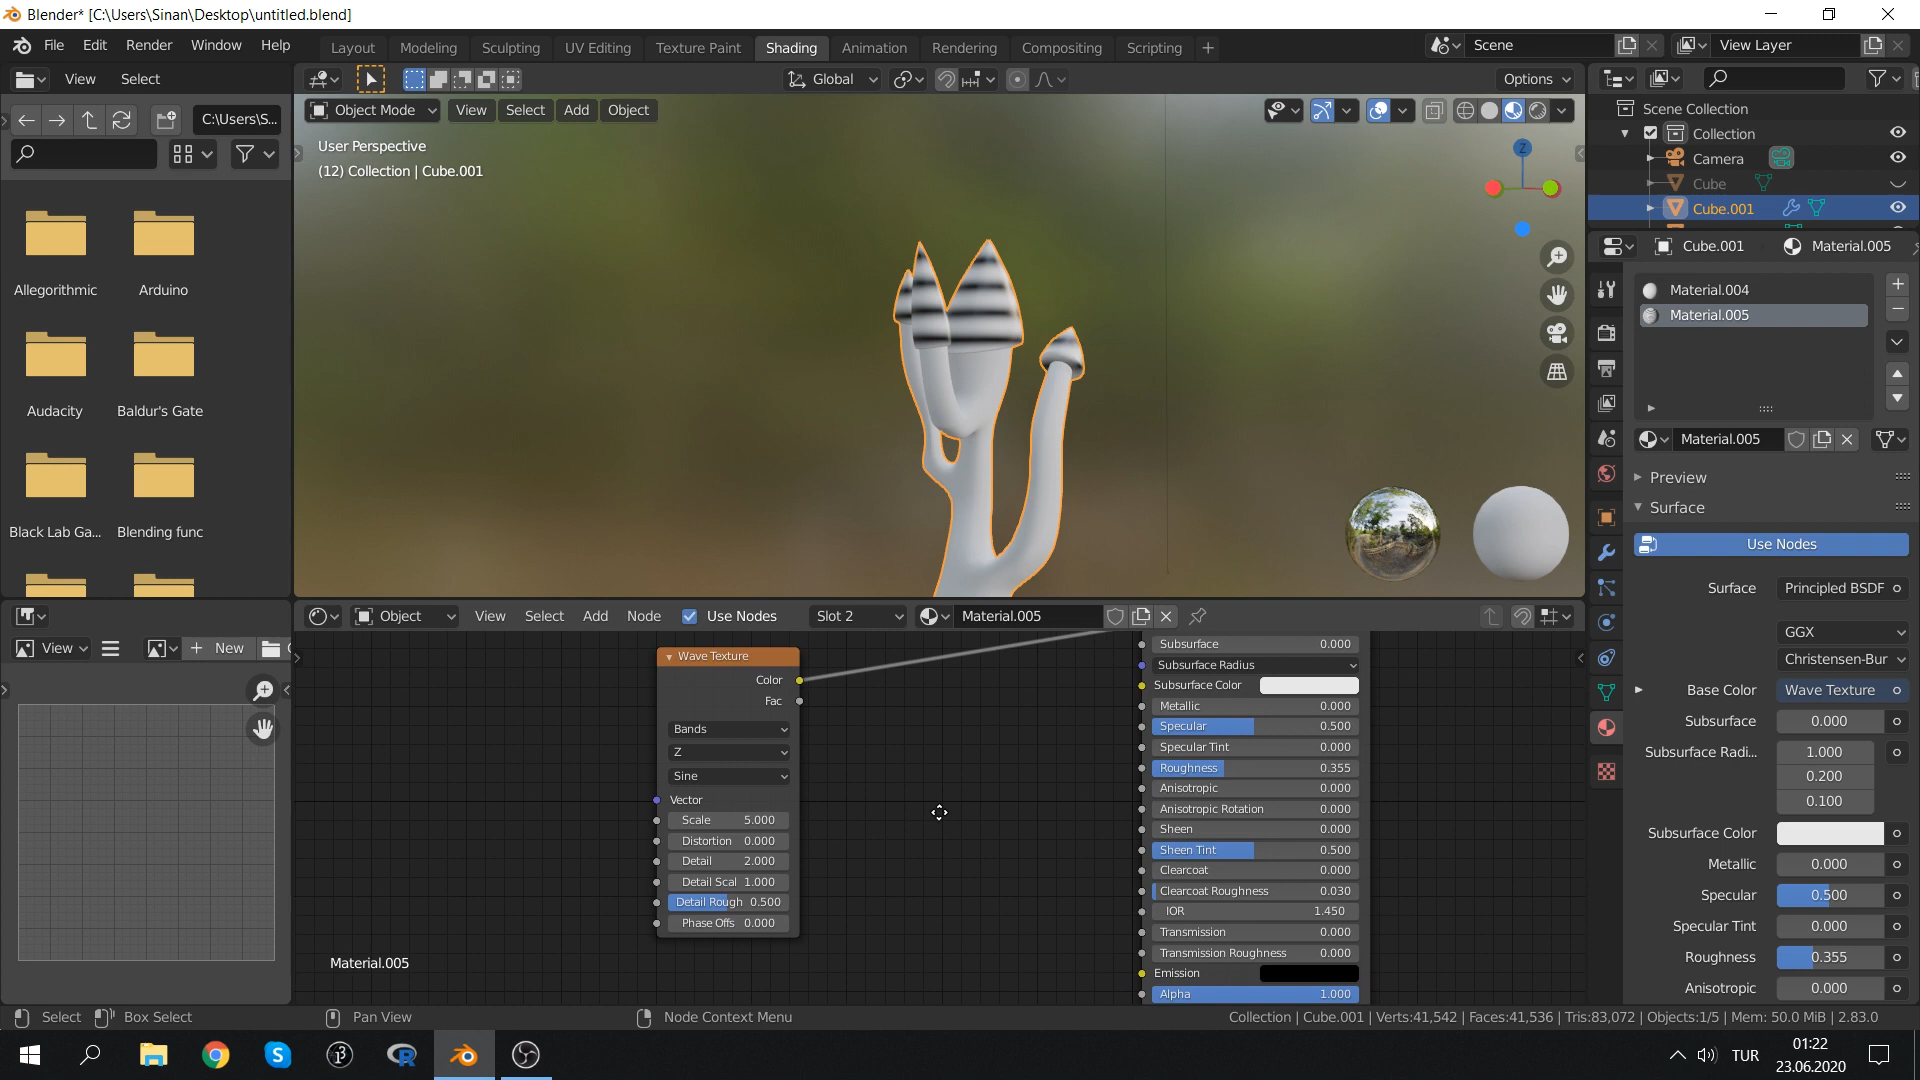 Blender* [C:\Users\Sinan\Desktop\untitled.blend]
File Edit Render Window Help
Layout Modeling Sculpting UV Editing Texture Paint Shading Animation Rendering Compositing Scripting +
Scene
View Layer
View Select
Global
Options
C:\Users\S...
Object Mode View Select Add Object
User Perspective
(12) Collection | Cube.001
Z
Allegorithmic
Arduino
Audacity
Baldur's Gate
Black Lab Ga...
Blending func
Scene Collection
Collection
Camera
Cube
Cube.001
Cube.001 Material.005
Material.004
Material.005
Material.005
Preview
Surface
Use Nodes
Surface Principled BSDF
GGX
Christensen-Bur
Base Color Wave Texture
Subsurface 0.000
Subsurface Radi... 1.000
0.200
0.100
Subsurface Color
Metallic 0.000
Specular 0.500
Specular Tint 0.000
Roughness 0.355
Anisotropic 0.000
View New
Object View Select Add Node Use Nodes Slot 2 Material.005
Wave Texture
Color
Fac
Bands
Z
Sine
Vector
Scale 5.000
Distortion 0.000
Detail 2.000
Detail Scal 1.000
Detail Rough 0.500
Phase Offs 0.000
Subsurface 0.000
Subsurface Radius
Subsurface Color
Metallic 0.000
Specular 0.500
Specular Tint 0.000
Roughness 0.355
Anisotropic 0.000
Anisotropic Rotation 0.000
Sheen 0.000
Sheen Tint 0.500
Clearcoat 0.000
Clearcoat Roughness 0.030
IOR 1.450
Transmission 0.000
Transmission Roughness 0.000
Emission
Alpha 1.000
Material.005
Select Box Select Pan View Node Context Menu
Collection | Cube.001 | Verts:41,542 | Faces:41,536 | Tris:83,072 | Objects:1/5 | Mem: 50.0 MiB | 2.83.0
TUR
01:22
23.06.2020